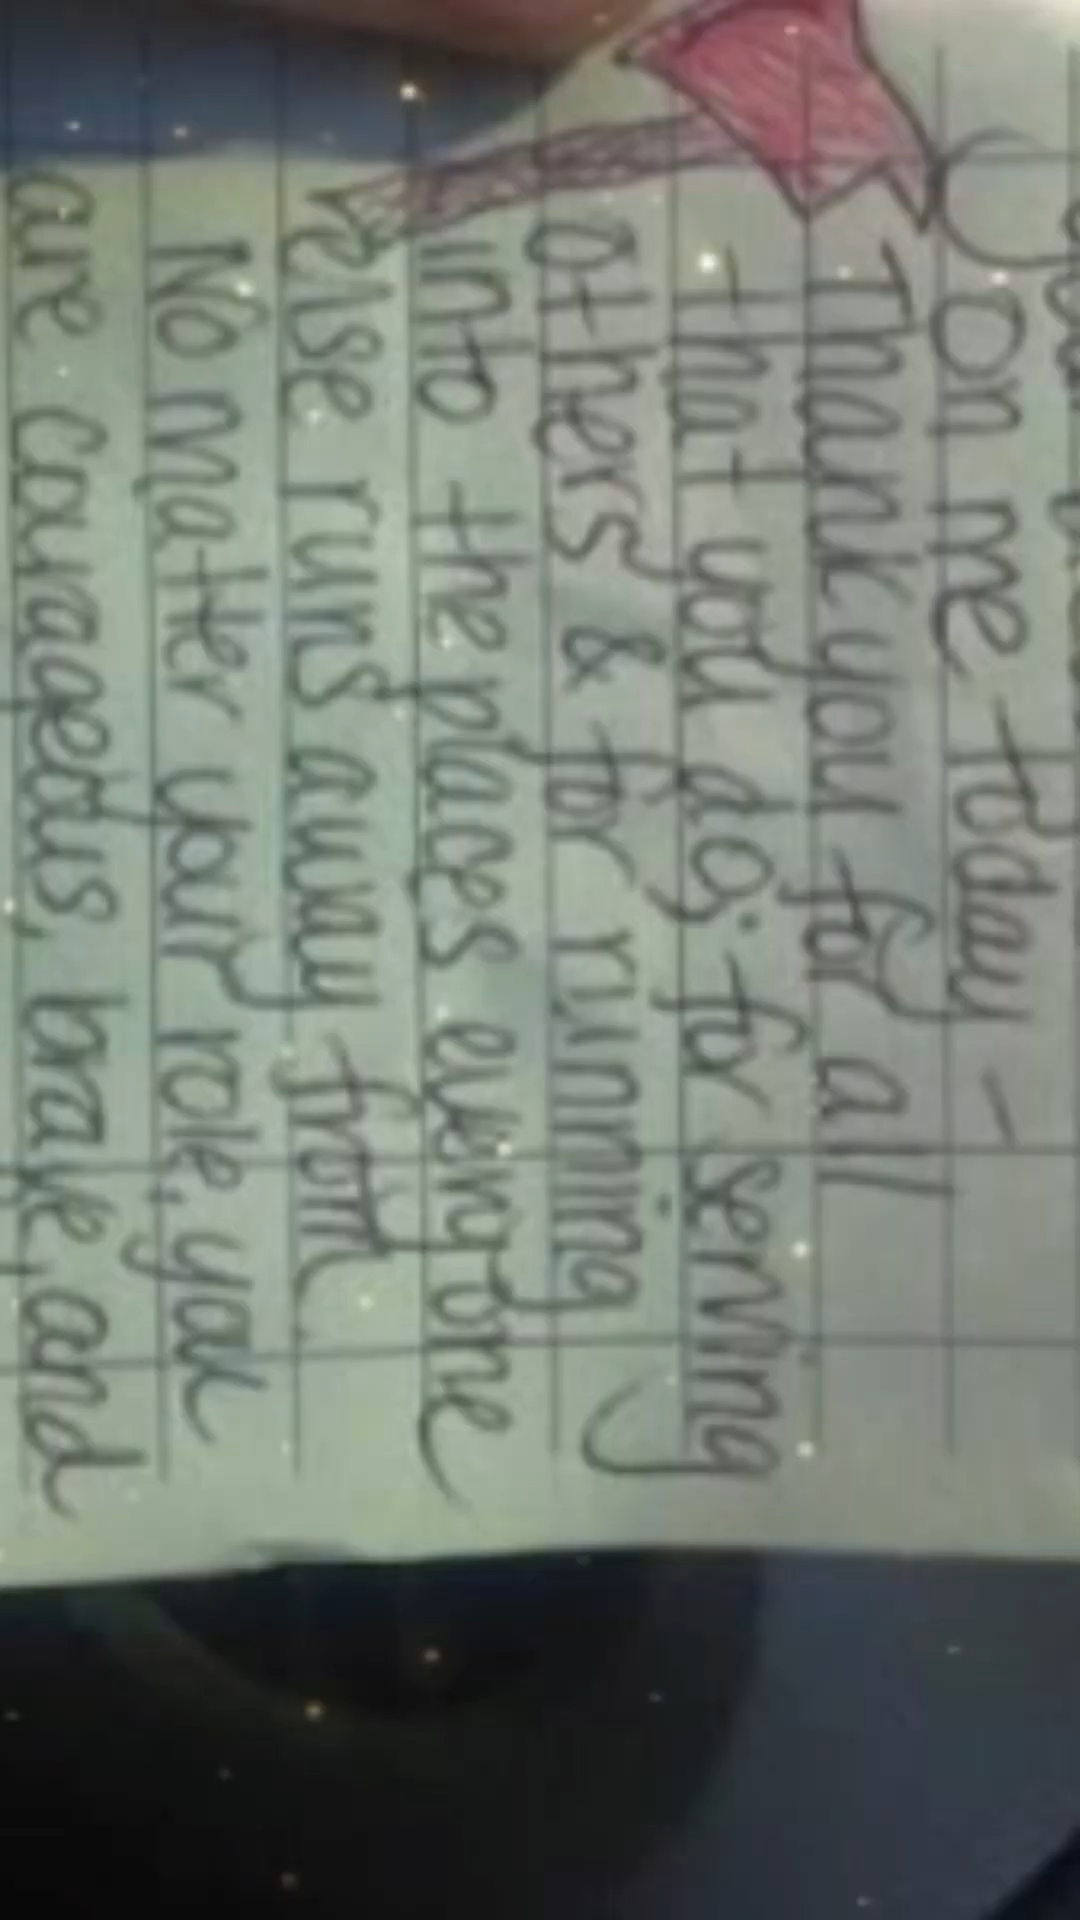 on me today -
Thank you for all
that you do; for serving
others & for running
into the places everyone
else runs away from.
No matter your role, you
are couageous, brave, and